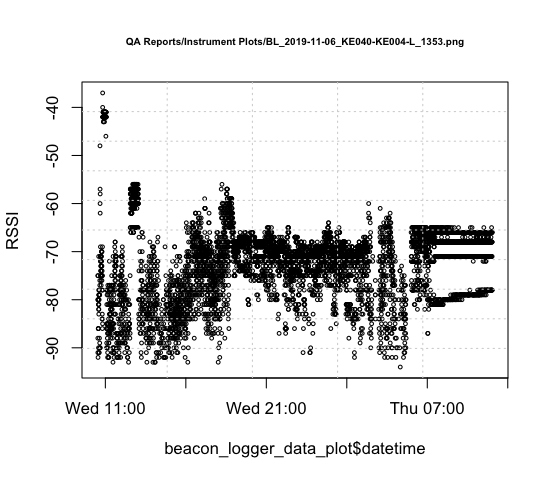 QA Reports/Instrument Plots/BL_2019-11-06_KE040-KE004-L_1353.png
-40
-50
-60
-70
-80
-90
RSSI
Wed 11:00 Wed 21:00 Thu 07:00
beacon_logger_data_plot$datetime